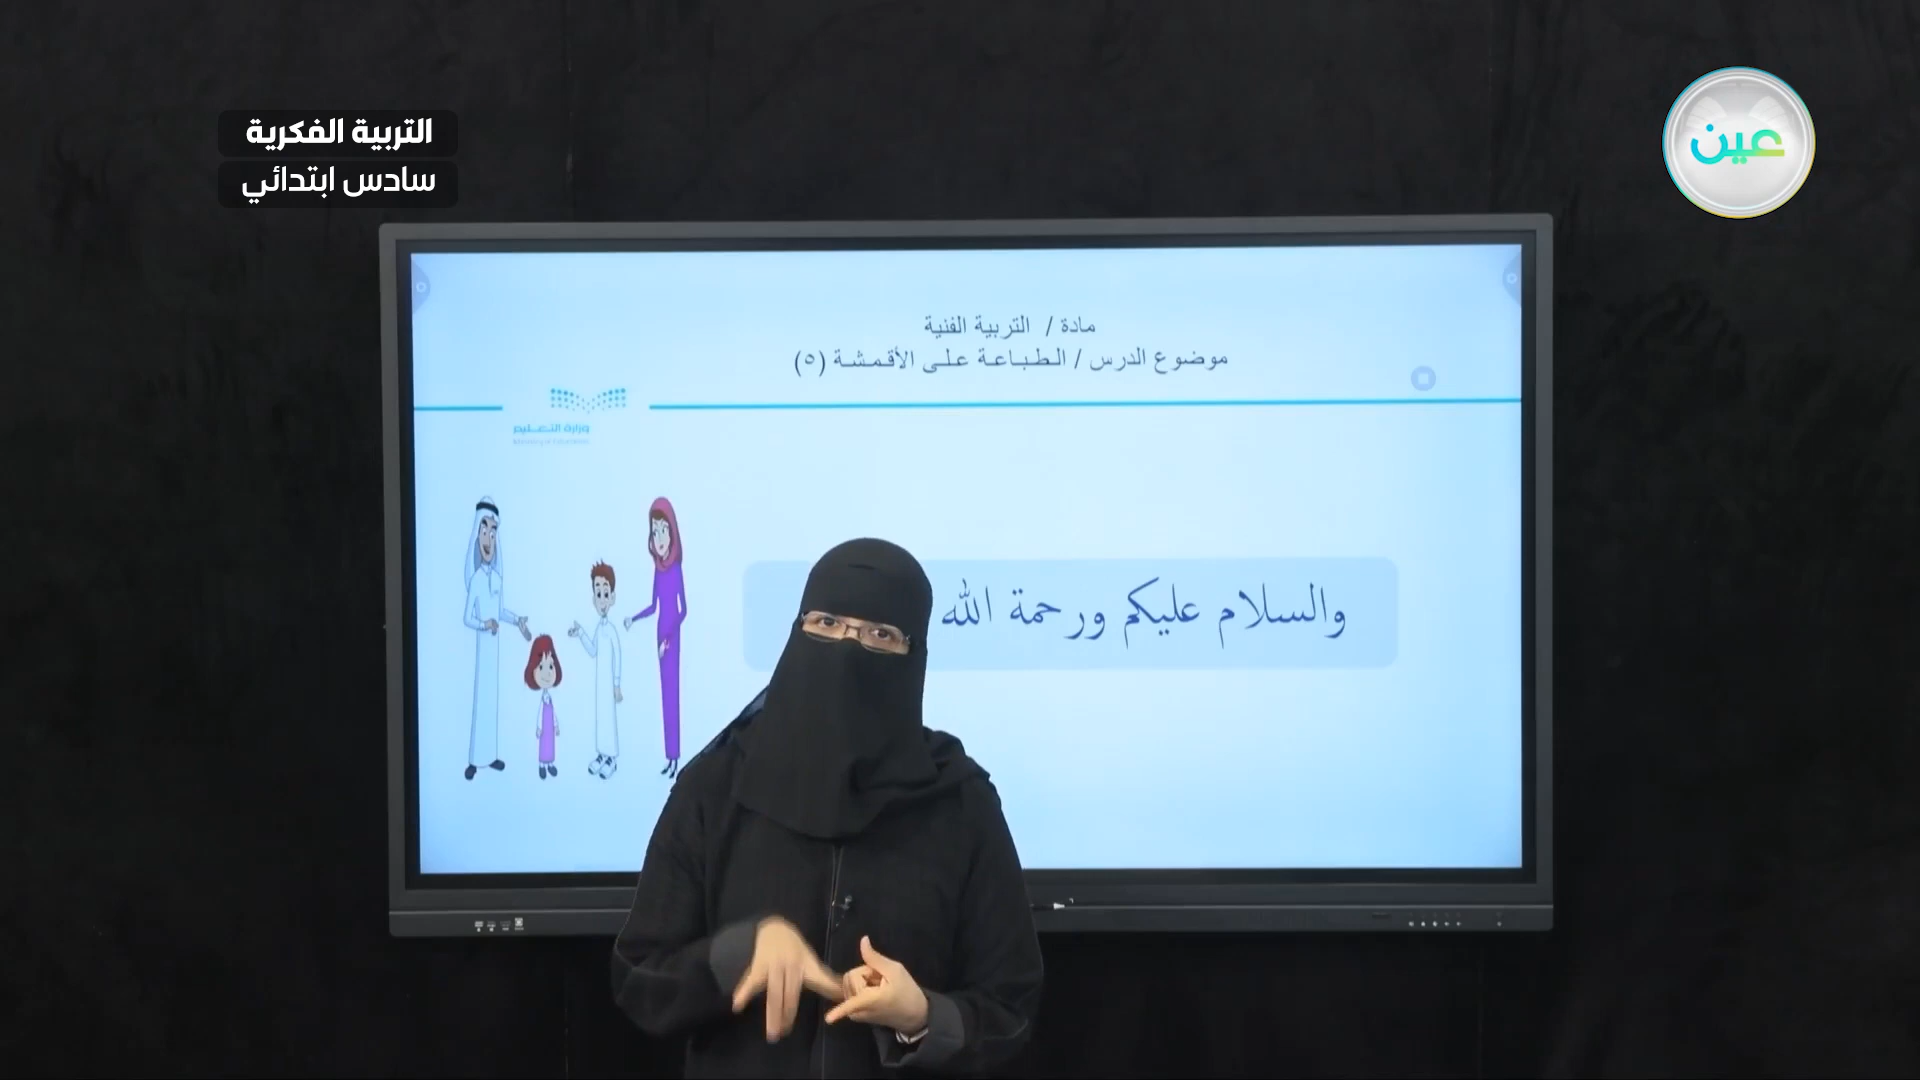 التربية الفكرية
سادس ابتدائي
عين
مادة / التربية الفنية
موضوع الدرس / الطباعة على الأقمشة (٥)
وزارة التعليم
والسلام عليكم ورحمة الله